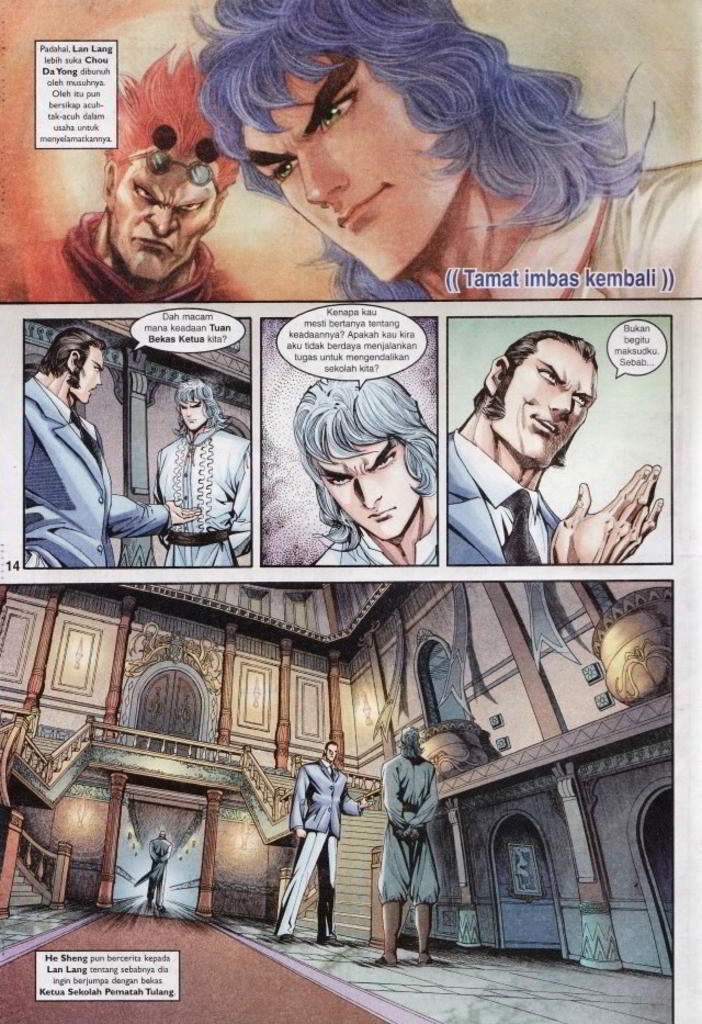 Padahal, Lan Lang
lebih suka Chou
Da Yong dibunuh
oleh musuhnya.
Oleh itu pun
bersikap acuh-
tak-acuh dalam
usaha untuk
menyelamatkannya.
(( Tamat imbas kembali ))
Dah macam
mana keadaan Tuan
Bekas Ketua kita?
Kenapa kau
mesti bertanya tentang
keadaannya? Apakah kau kira
aku tidak berdaya menjalankan
tugas untuk mengendalikan
sekolah kita?
Bukan
begitu
maksudku.
Sebab...
14
He Sheng bercerita kepada
Lan Lang tentang sebabnya dia
ingin berjumpa dengan bekas
Ketua Sekolah Pematah Tulang.